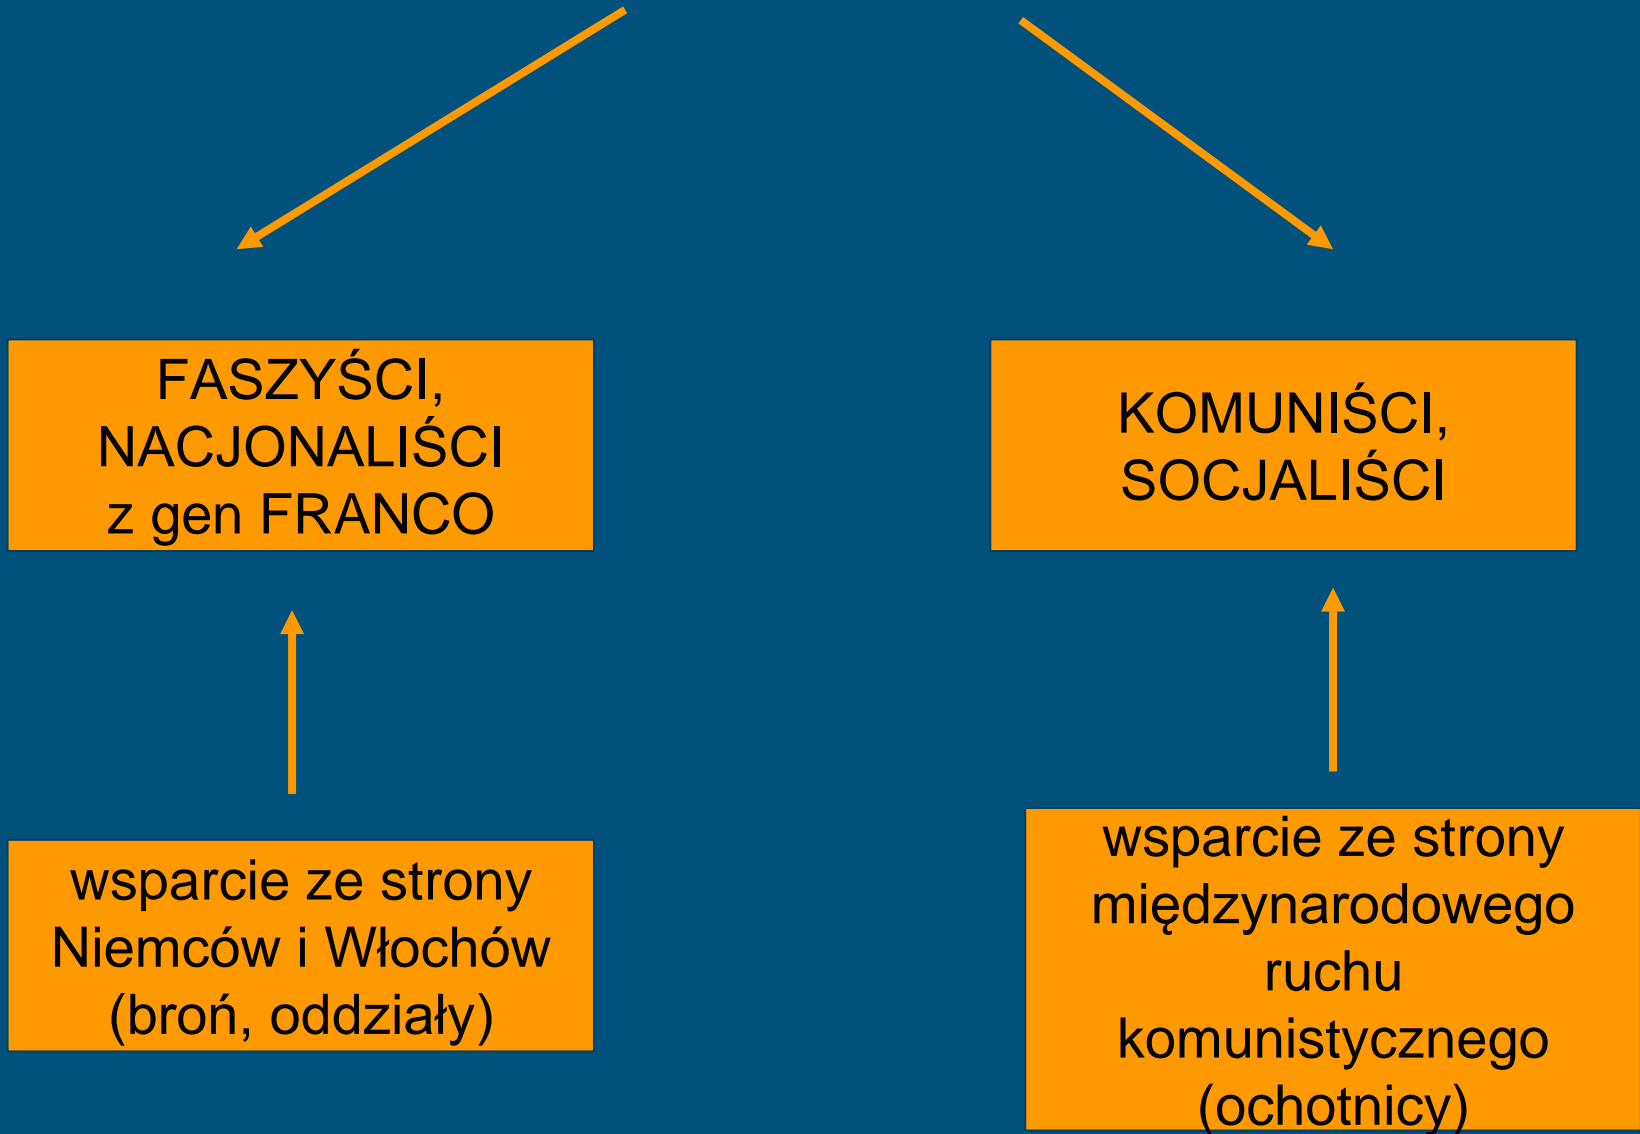 FASZYŚCI,
NACJONALIŚCI
z gen FRANCO
KOMUNIŚCI,
SOCJALIŚCI
wsparcie ze strony
Niemców i Włochów
(broń, oddziały)
wsparcie ze strony
międzynarodowego
ruchu
komunistycznego
(ochotnicy)